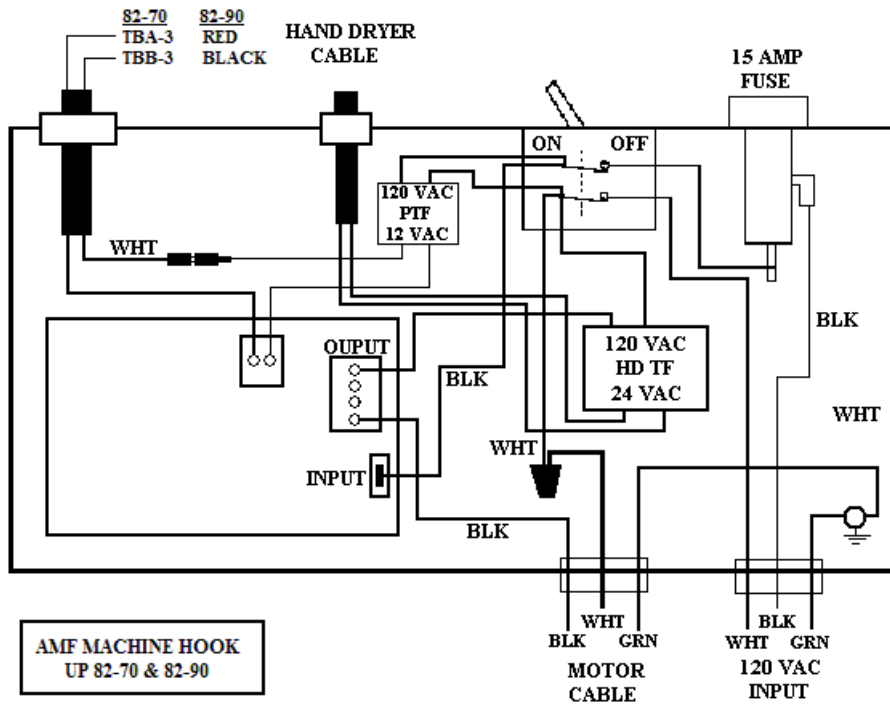 82-70 82-90
TBA-3 RED
TBB-3 BLACK
HAND DRYER
CABLE
15 AMP
FUSE
ON OFF
120 VAC
PTF
12 VAC
WHT
BLK
OUPUT
120 VAC
HD TF
24 VAC
BLK
WHT
WHT
INPUT
BLK
WHT
BLK GRN
MOTOR
CABLE
BLK
WHT GRN
120 VAC
INPUT
AMF MACHINE HOOK
UP 82-70 & 82-90